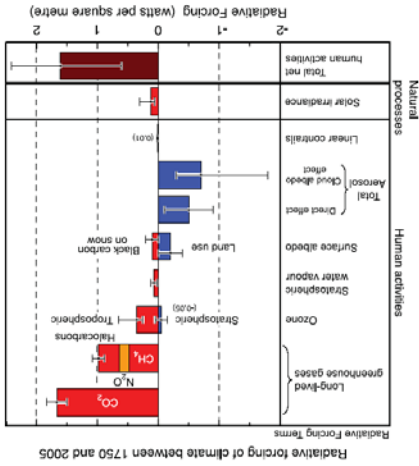 Radiative forcing of climate between 1750 and 2005
Radiative Forcing Terms
Long-lived
greenhouse gases
CO₂
N₂O
CH₄
Halocarbons
Ozone
Stratospheric
(-0.05)
Tropospheric
Stratospheric
water vapour
Surface albedo
Land use
Black carbon
on snow
Total
Aerosol
Direct effect
Cloud albedo
effect
Linear contrails
(0.01)
Human activities
Solar irradiance
Natural
processes
Total net
human activities
-2 -1 0 1 2
Radiative Forcing (watts per square metre)